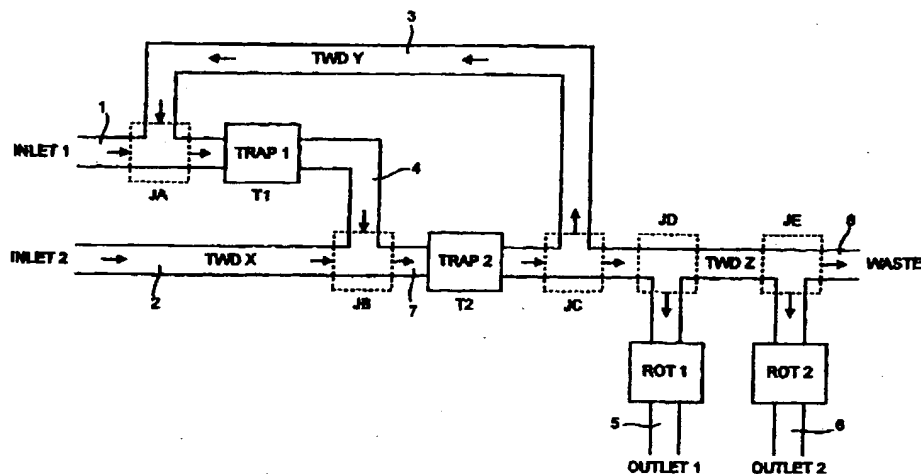 3
TWD Y
1
INLET 1
TRAP 1
4
JA
T1
JD
JE
8
INLET 2
TWD X
TRAP 2
TWD Z
WASTE
2
JB
7
T2
JC
ROT 1
ROT 2
5
6
OUTLET 1
OUTLET 2